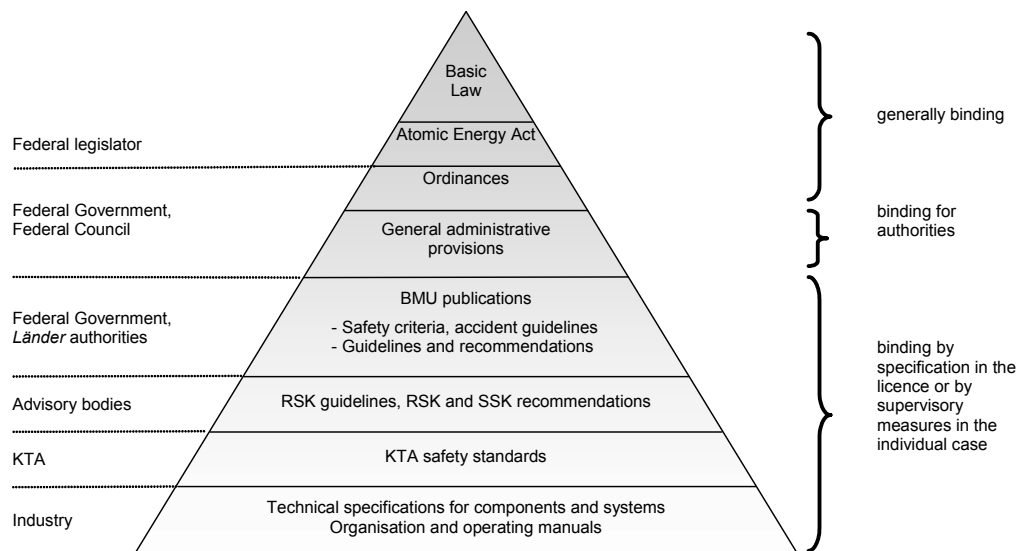 Basic
Law
generally binding
Federal legislator
Atomic Energy Act
Ordinances
Federal Government,
Federal Council
General administrative
provisions
binding for
authorities
BMU publications
Federal Government,
Länder authorities
- Safety criteria, accident guidelines
- Guidelines and recommendations
binding by
specification in the
licence or by
supervisory
measures in the
individual case
Advisory bodies
RSK guidelines, RSK and SSK recommendations
KTA
KTA safety standards
Industry
Technical specifications for components and systems
Organisation and operating manuals